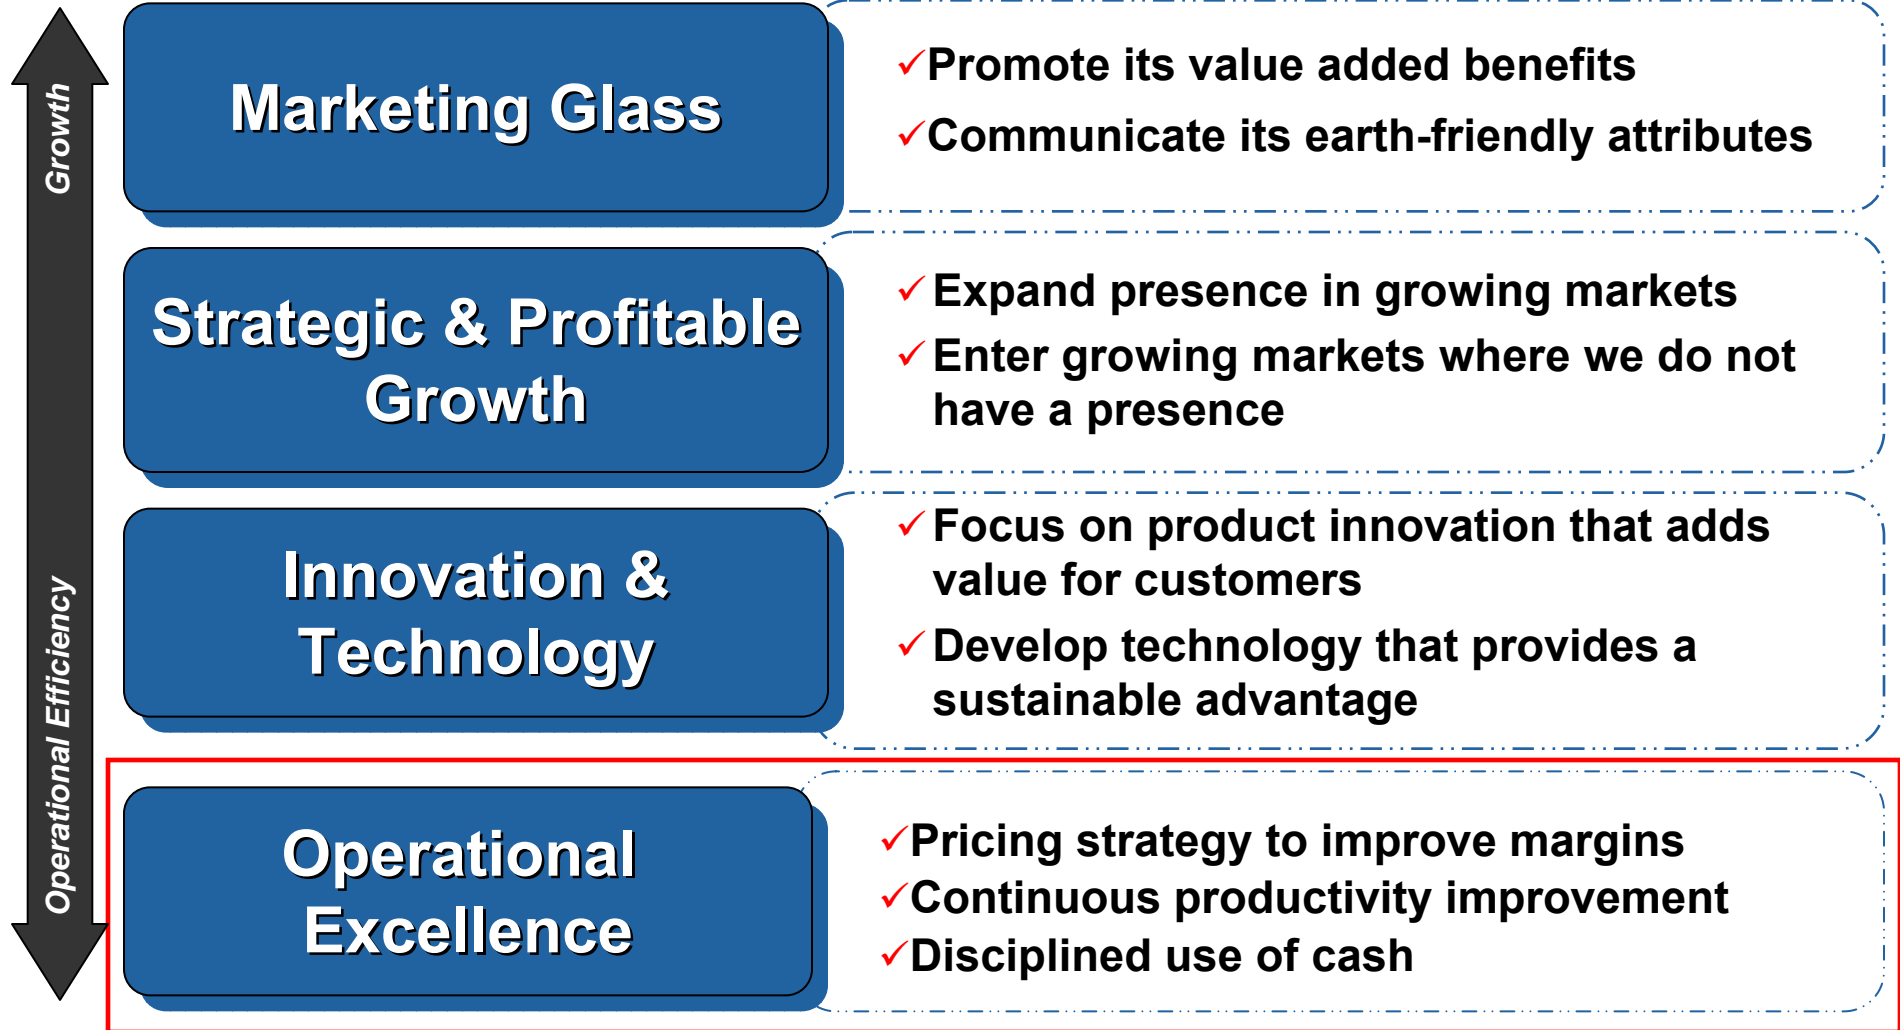 Growth
Marketing Glass
✓Promote its value added benefits
✓Communicate its earth-friendly attributes
Strategic & Profitable
Growth
✓Expand presence in growing markets
✓Enter growing markets where we do not
have a presence
Innovation &
Technology
✓Focus on product innovation that adds
value for customers
✓Develop technology that provides a
sustainable advantage
Operational Efficiency
Operational
Excellence
✓Pricing strategy to improve margins
✓Continuous productivity improvement
✓Disciplined use of cash